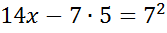 14x − 7 · 5 = 7²